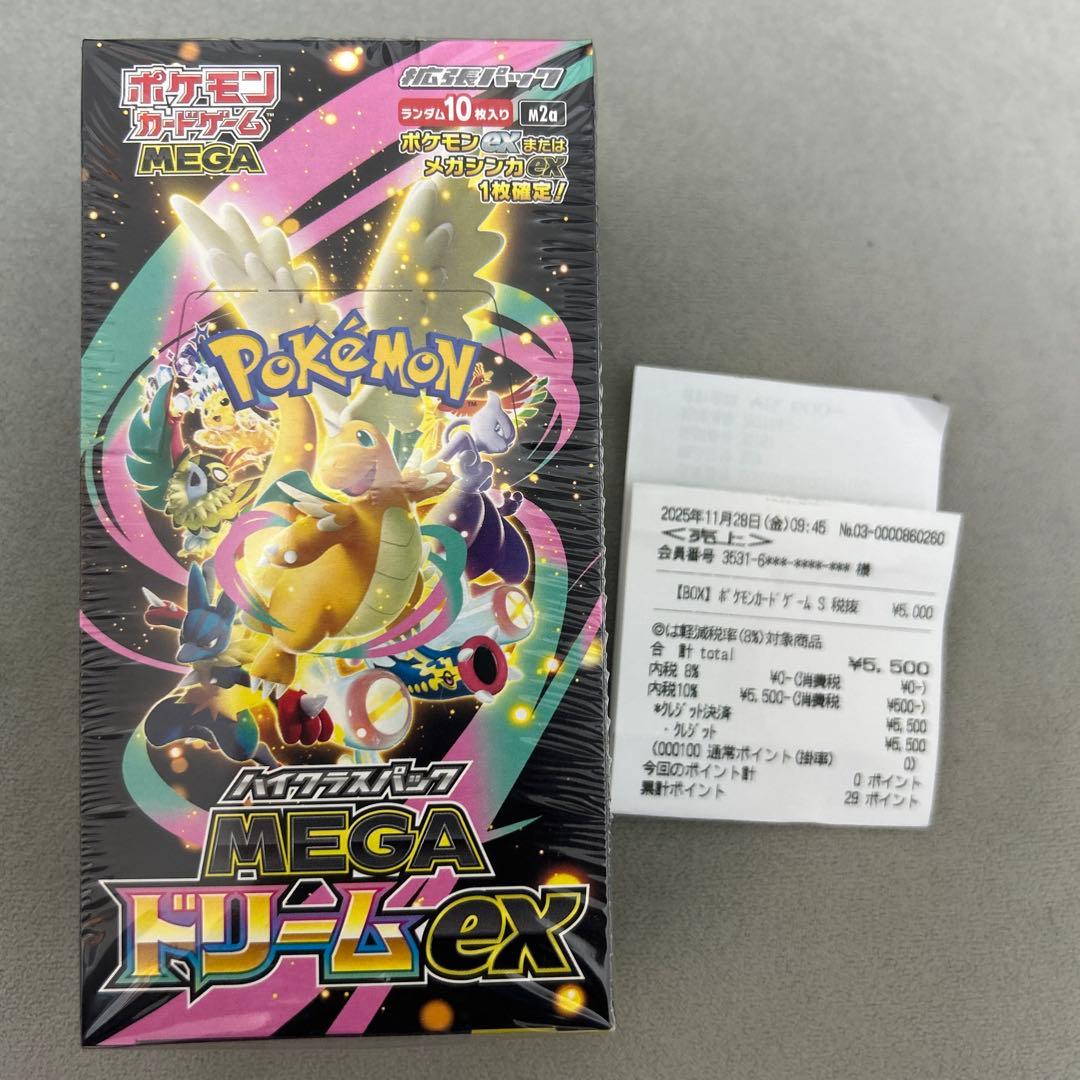 ポケモン
カードゲーム™
MEGA
拡張パック
ランダム10枚入り M2a
ポケモンexまたは
メガシンカex
1枚確定!
POKéMON™
ハイクラスパック
MEGA
ドリームex
2025年11月28日(金)09:45 No.03-0000860260
<売上>
会員番号 3531-6***-****-*** 様
【BOX】ポケモンカードゲーム S 税抜 ¥5,000
◎は軽減税率(8%)対象商品
合 計 total ¥5,500
内税 8% ¥0-(消費税 ¥0-)
内税10% ¥5,500-(消費税 ¥500-)
*クレジット決済 ¥5,500
・クレジット ¥5,500
(000100 通常ポイント(掛率) 0)
今回のポイント計 0 ポイント
累計ポイント 29 ポイント